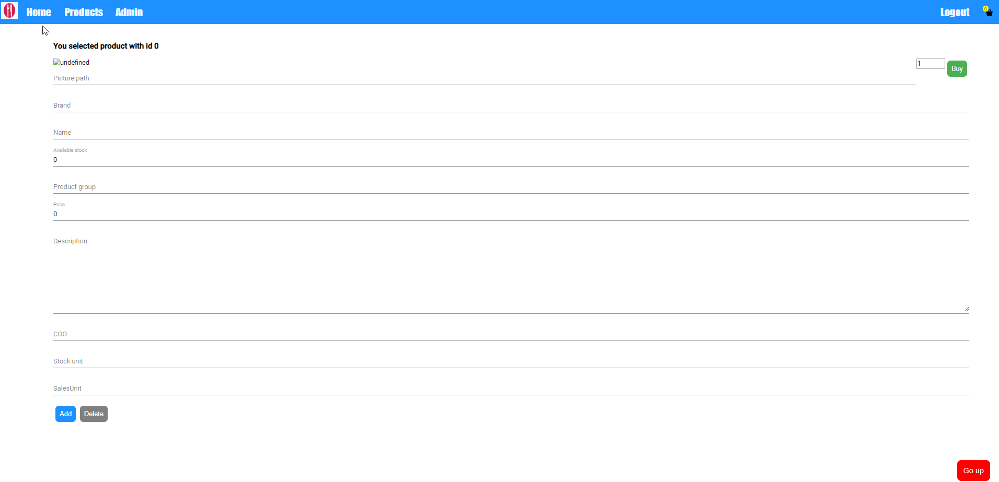 Home Products Admin Logout 0
You selected product with id 0
undefined 1 Buy
Picture path
Brand
Name
Available stock
0
Product group
Price
0
Description
COO
Stock unit
SalesUnit
Add Delete
Go up